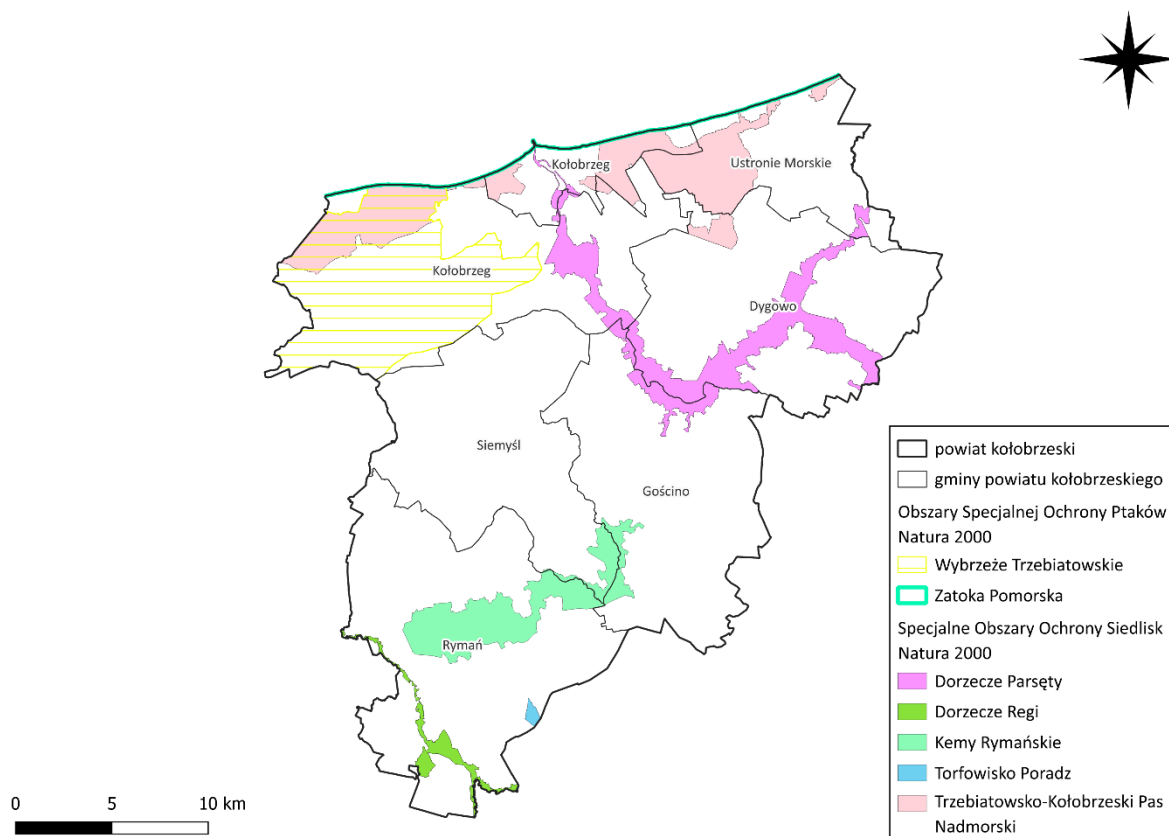 Kołobrzeg
Ustronie Morskie
Kołobrzeg
Dygowo
Siemyśl
Gościno
Rymań
powiat kołobrzeski
gminy powiatu kołobrzeskiego
Obszary Specjalnej Ochrony Ptaków
Natura 2000
Wybrzeże Trzebiatowskie
Zatoka Pomorska
Specjalne Obszary Ochrony Siedlisk
Natura 2000
Dorzecze Parsęty
Dorzecze Regi
Kemy Rymańskie
Torfowisko Poradz
Trzebiatowsko-Kołobrzeski Pas
Nadmorski
0 5 10 km